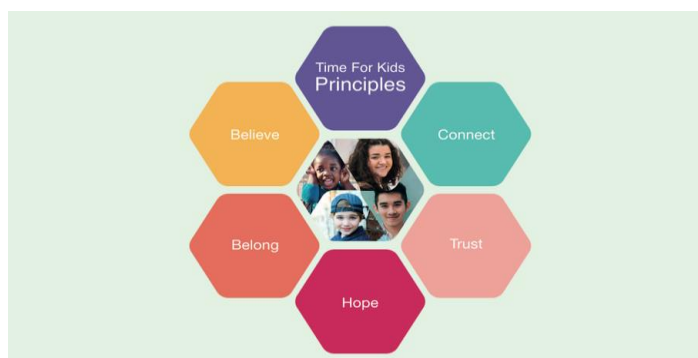 Time For Kids
Principles
Connect
Trust
Hope
Belong
Believe